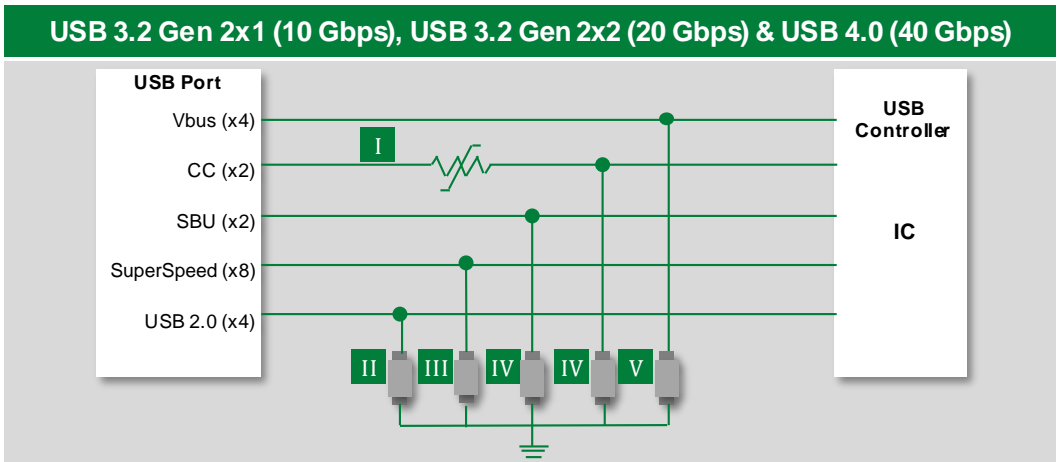 USB 3.2 Gen 2x1 (10 Gbps), USB 3.2 Gen 2x2 (20 Gbps) & USB 4.0 (40 Gbps)
USB Port
Vbus (x4)
CC (x2)
SBU (x2)
SuperSpeed (x8)
USB 2.0 (x4)
I
USB
Controller
IC
II
III
IV
IV
V